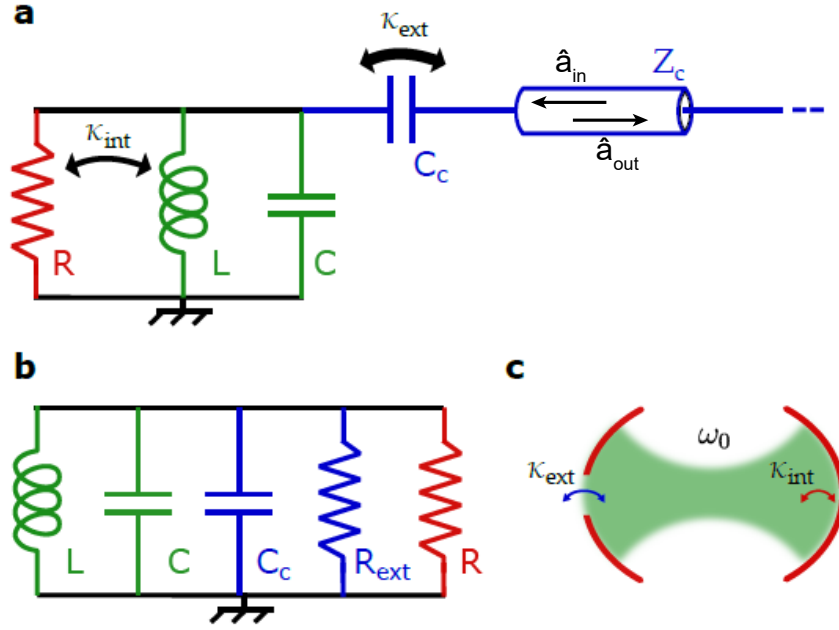 a
κext
âin
Zc
κint
Cc
âout
R
L
C
b
c
ω0
κext
κint
L
C
Cc
Rext
R